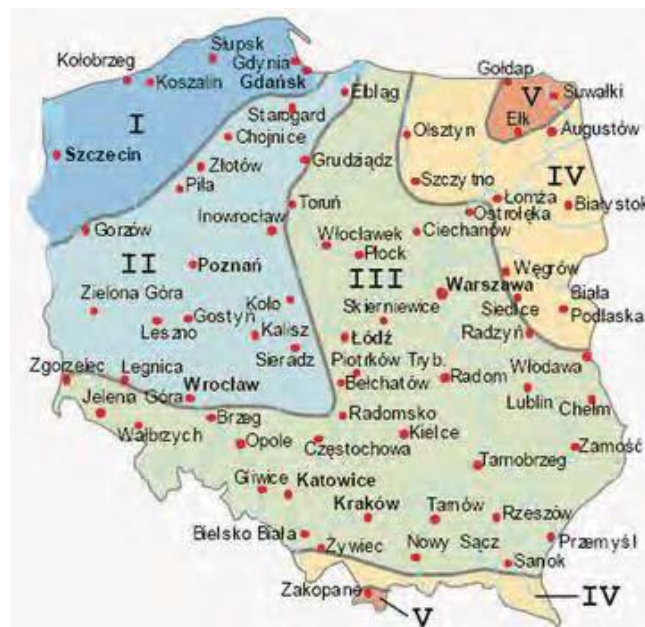 Słupsk
Kołobrzeg
Gdynia
Koszalin
Gdańsk
Gołdap
Elbląg
V
Suwałki
Starogard
I
Chojnice
Olsztyn
Ełk
Augustów
Szczecin
Złotów
Grudziądz
Piła
Szczytno
IV
Toruń
Łomża
Białystok
Inowrocław
Ostrołęka
Gorzów
Włocławek
Ciechanów
Płock
II
Poznań
III
Węgrów
Warszawa
Zielona Góra
Koło
Skierniewice
Siedlce
Biała
Podlaska
Leszno
Gostyń
Kalisz
Łódź
Radzyń
Sieradz
Zgorzelec
Legnica
Piotrków Tryb.
Włodawa
Wrocław
Bełchatów
Radom
Jelenia Góra
Lublin
Chełm
Brzeg
Radomsko
Wałbrzych
Opole
Częstochowa
Kielce
Zamość
Tarnobrzeg
Gliwice
Katowice
Kraków
Tarnów
Rzeszów
Bielsko Biała
Żywiec
Nowy Sącz
Przemyśl
Sanok
Zakopane
IV
V